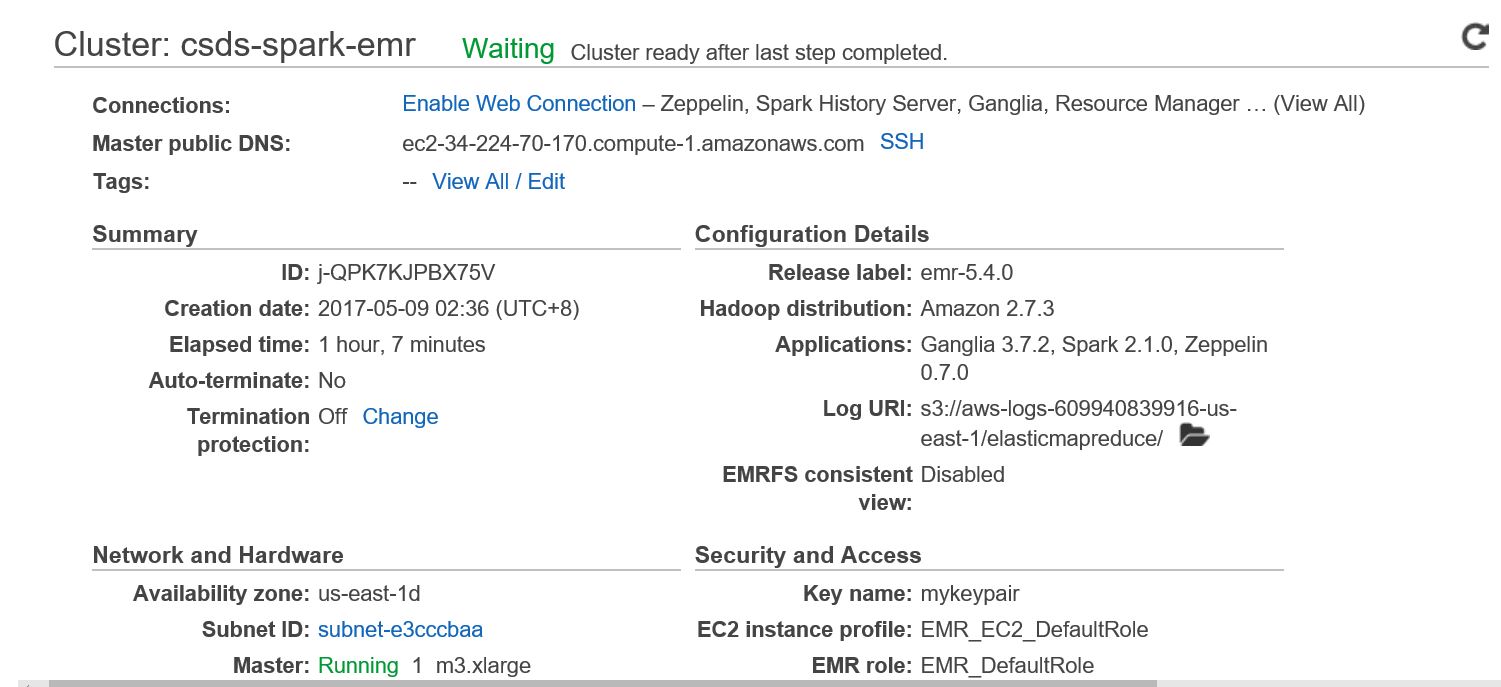 Cluster: csds-spark-emr Waiting Cluster ready after last step completed.
Connections: Enable Web Connection – Zeppelin, Spark History Server, Ganglia, Resource Manager … (View All)
Master public DNS: ec2-34-224-70-170.compute-1.amazonaws.com SSH
Tags: -- View All / Edit
Summary
ID: j-QPK7KJPBX75V
Creation date: 2017-05-09 02:36 (UTC+8)
Elapsed time: 1 hour, 7 minutes
Auto-terminate: No
Termination Off Change
protection:
Configuration Details
Release label: emr-5.4.0
Hadoop distribution: Amazon 2.7.3
Applications: Ganglia 3.7.2, Spark 2.1.0, Zeppelin
0.7.0
Log URI: s3://aws-logs-609940839916-us-
east-1/elasticmapreduce/
EMRFS consistent Disabled
view:
Network and Hardware
Availability zone: us-east-1d
Subnet ID: subnet-e3cccbaa
Master: Running 1 m3.xlarge
Security and Access
Key name: mykeypair
EC2 instance profile: EMR_EC2_DefaultRole
EMR role: EMR_DefaultRole